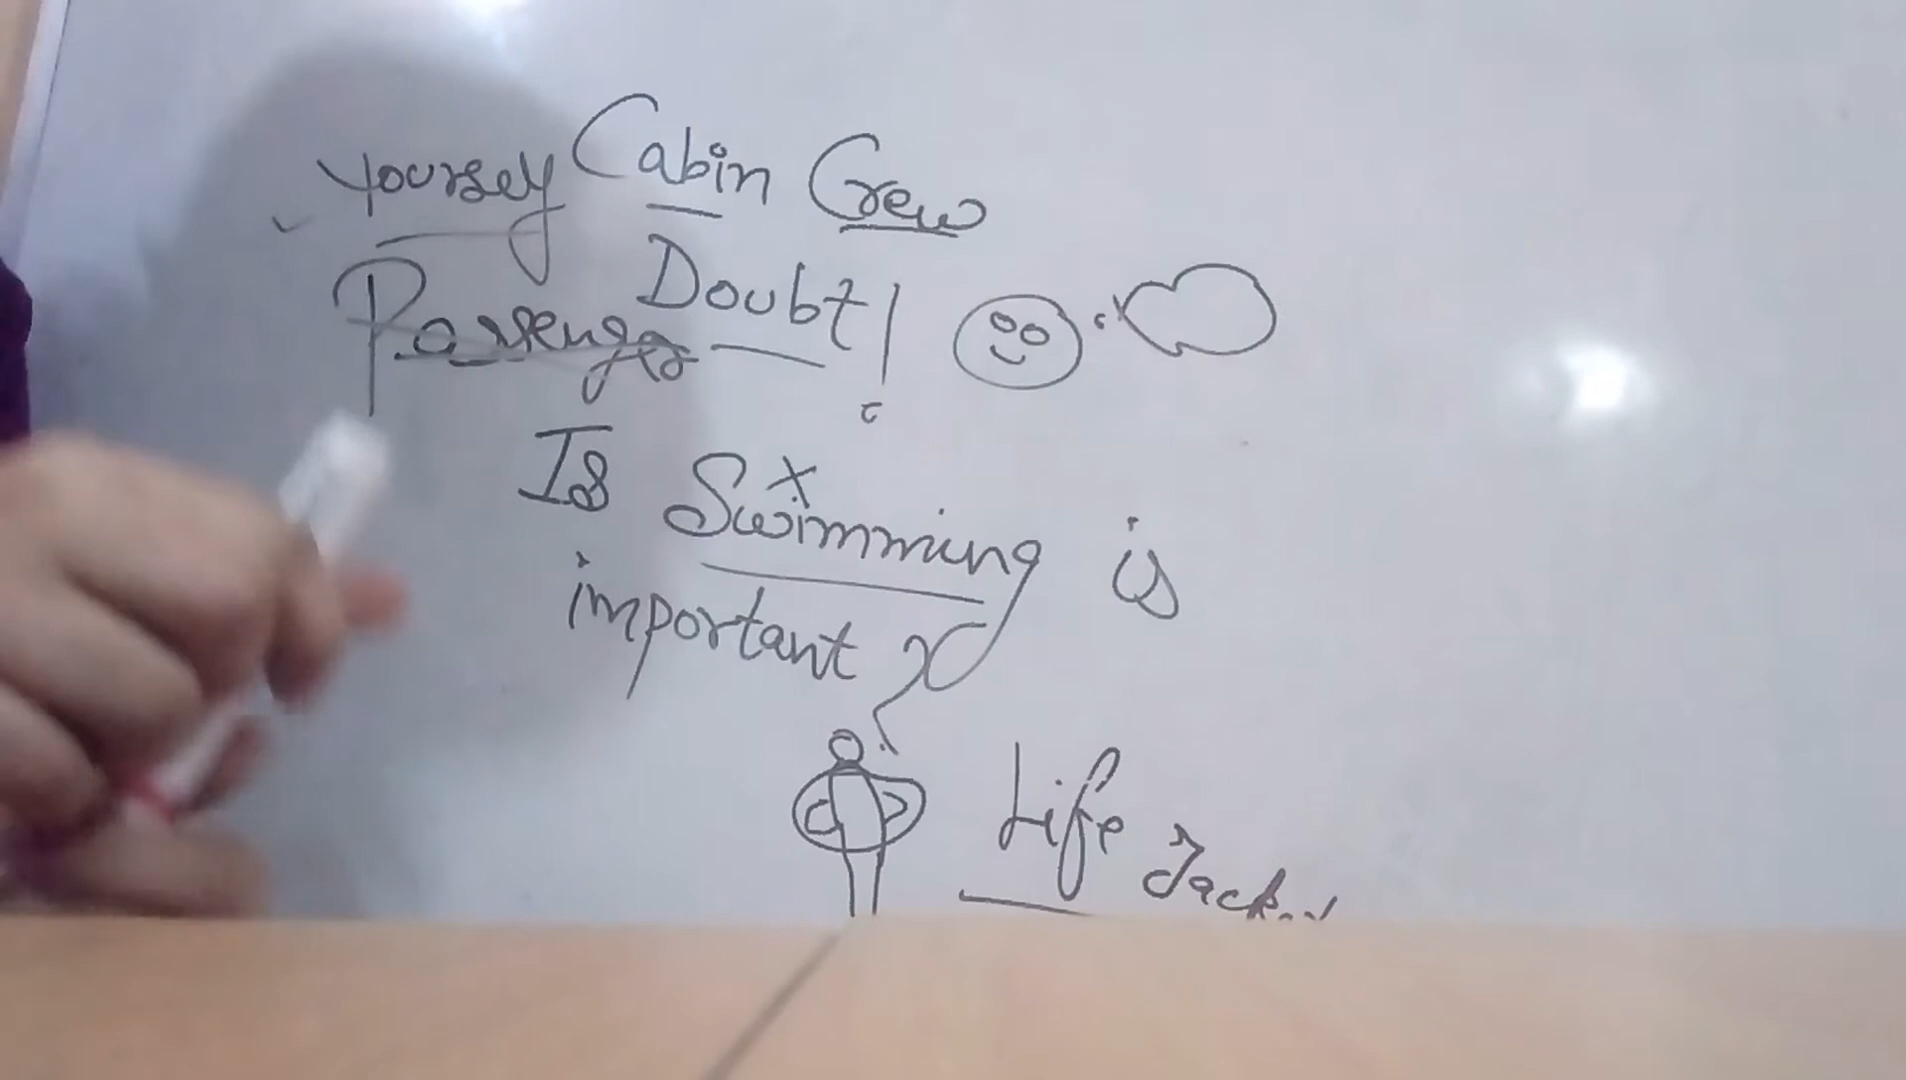 Yourself Cabin Crew
Passenger Doubt!
Is Swimming is
important ?
Life Jacket